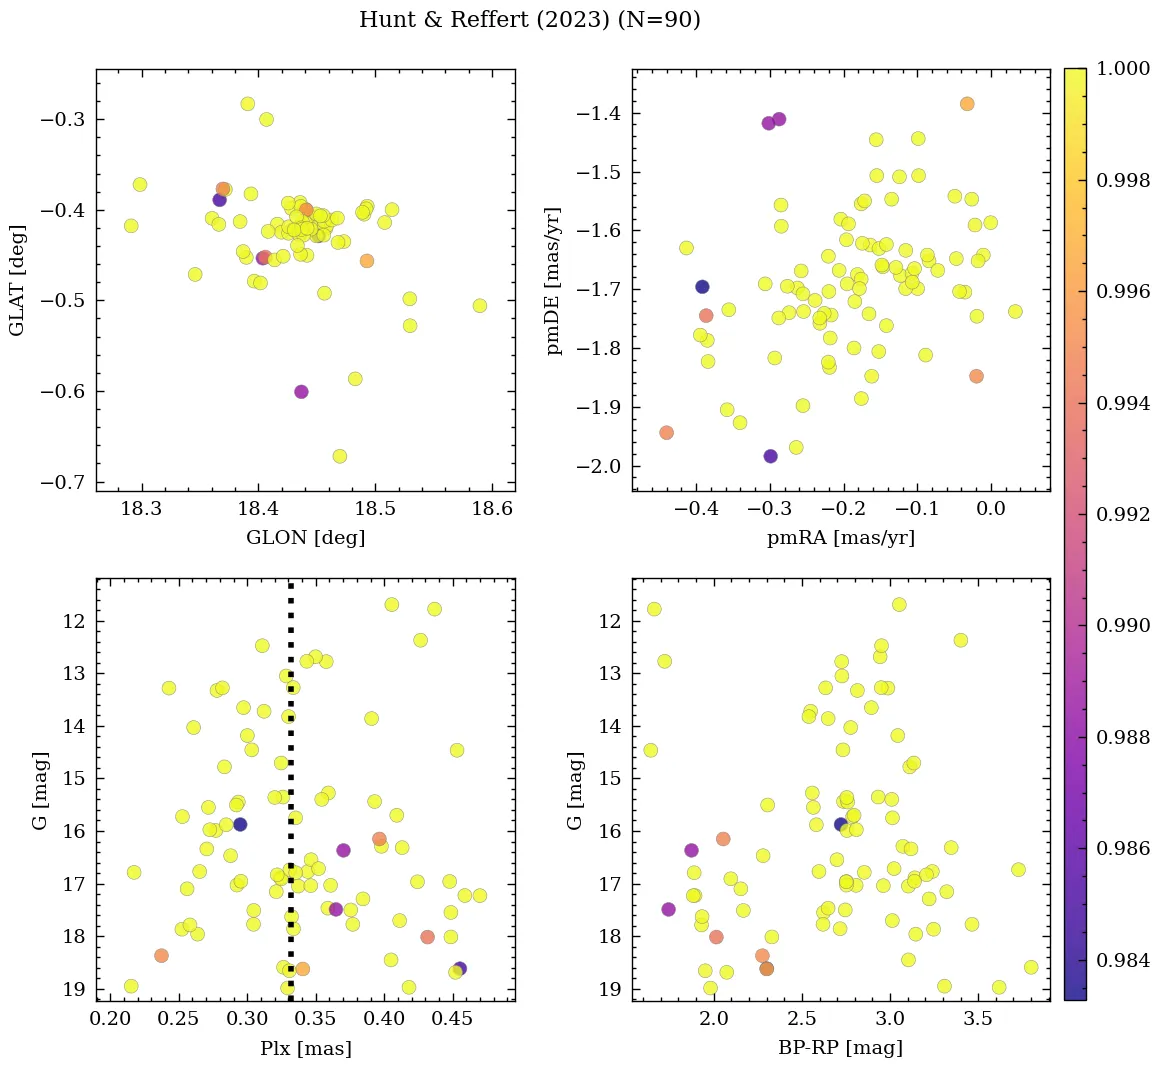 Hunt & Reffert (2023) (N=90)
−0.3
−0.4
−0.5
−0.6
−0.7
GLAT [deg]
18.3 18.4 18.5 18.6
GLON [deg]
−1.4
−1.5
−1.6
−1.7
−1.8
−1.9
−2.0
pmDE [mas/yr]
−0.4 −0.3 −0.2 −0.1 0.0
pmRA [mas/yr]
12
13
14
15
16
17
18
19
G [mag]
0.20 0.25 0.30 0.35 0.40 0.45
Plx [mas]
12
13
14
15
16
17
18
19
G [mag]
2.0 2.5 3.0 3.5
BP-RP [mag]
1.000
0.998
0.996
0.994
0.992
0.990
0.988
0.986
0.984